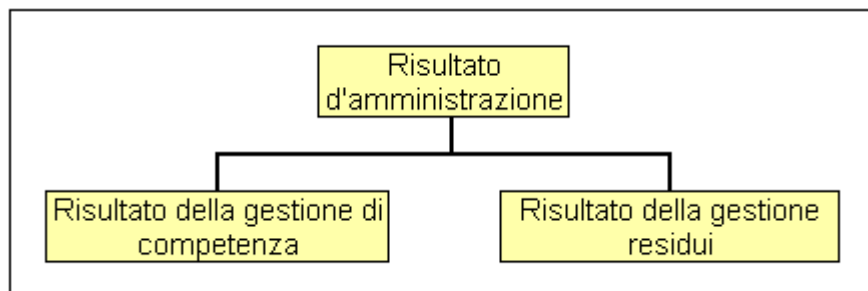 Risultato
d'amministrazione
Risultato della gestione di
competenza
Risultato della gestione
residui